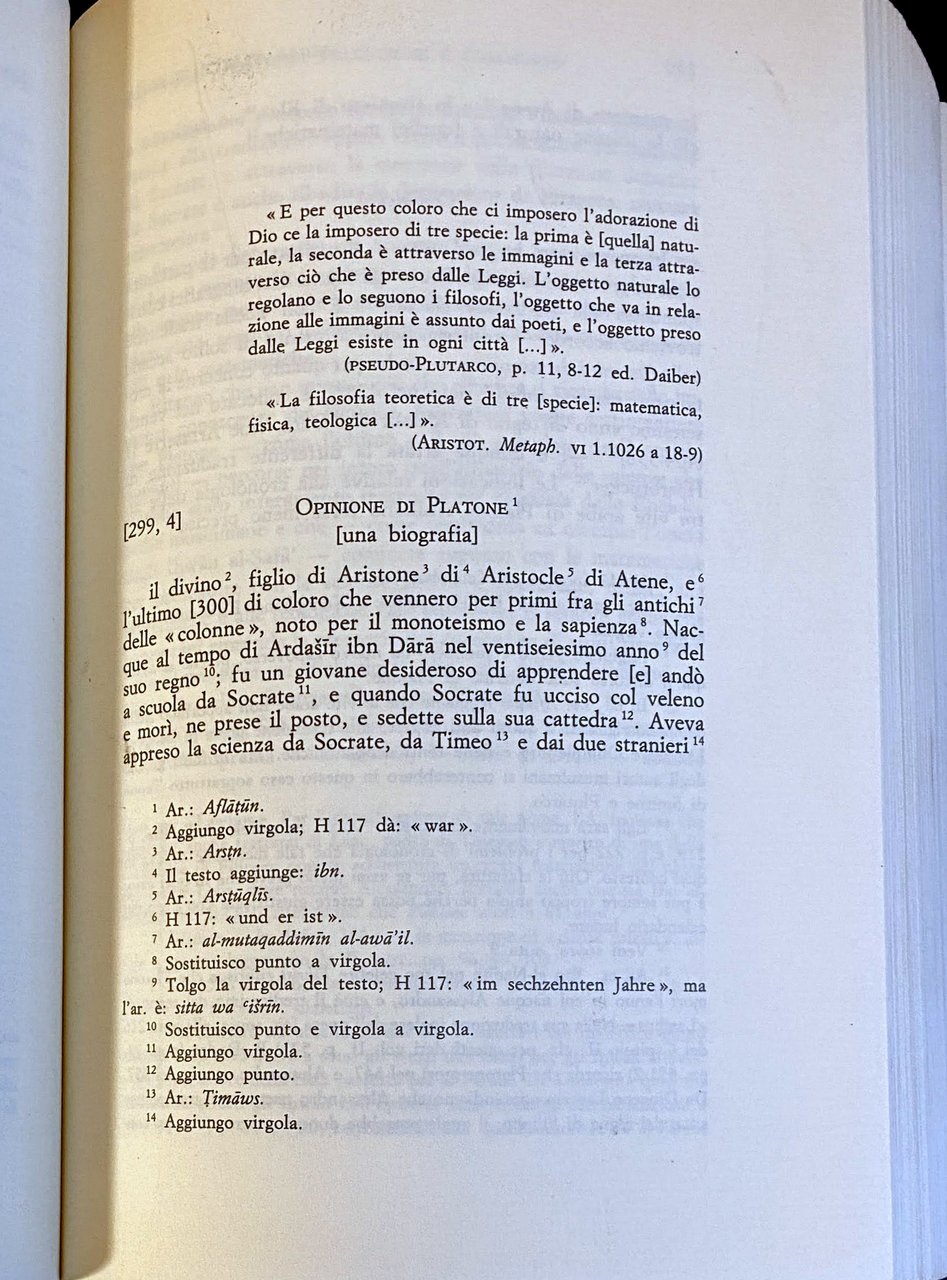 « E per questo coloro che ci imposero l'adorazione di
Dio ce la imposero di tre specie: la prima è [quella] natu-
rale, la seconda è attraverso le immagini e la terza attra-
verso ciò che è preso dalle Leggi. L'oggetto naturale lo
regolano e lo seguono i filosofi, l'oggetto che va in rela-
zione alle immagini è assunto dai poeti, e l'oggetto preso
dalle Leggi esiste in ogni città [...] ».
(PSEUDO-PLUTARCO, p. 11, 8-12 ed. Daiber)
« La filosofia teoretica è di tre [specie]: matematica,
fisica, teologica [...] ».
(ARISTOT. Metaph. VI 1.1026 a 18-9)
OPINIONE DI PLATONE ¹
[299, 4]
[una biografia]
il divino ², figlio di Aristone ³ di ⁴ Aristocle ⁵ di Atene, e ⁶
l'ultimo [300] di coloro che vennero per primi fra gli antichi ⁷
delle « colonne », noto per il monoteismo e la sapienza ⁸. Nac-
que al tempo di Ardašīr ibn Dārā nel ventiseiesimo anno ⁹ del
suo regno ¹⁰; fu un giovane desideroso di apprendere [e] andò
a scuola da Socrate ¹¹, e quando Socrate fu ucciso col veleno
e morì, ne prese il posto, e sedette sulla sua cattedra ¹². Aveva
appreso la scienza da Socrate, da Timeo ¹³ e dai due stranieri ¹⁴
¹ Ar.: Aflāṭūn.
² Aggiungo virgola; H 117 dà: « war ».
³ Ar.: Arsṭn.
⁴ Il testo aggiunge: ibn.
⁵ Ar.: Arsṭūqlīs.
⁶ H 117: « und er ist ».
⁷ Ar.: al-mutaqaddimīn al-awā'il.
⁸ Sostituisco punto a virgola.
⁹ Tolgo la virgola del testo; H 117: « im sechzehnten Jahre », ma
l'ar. è: sitta wa ʿišrīn.
¹⁰ Sostituisco punto e virgola a virgola.
¹¹ Aggiungo virgola.
¹² Aggiungo punto.
¹³ Ar.: Ṭīmāws.
¹⁴ Aggiungo virgola.